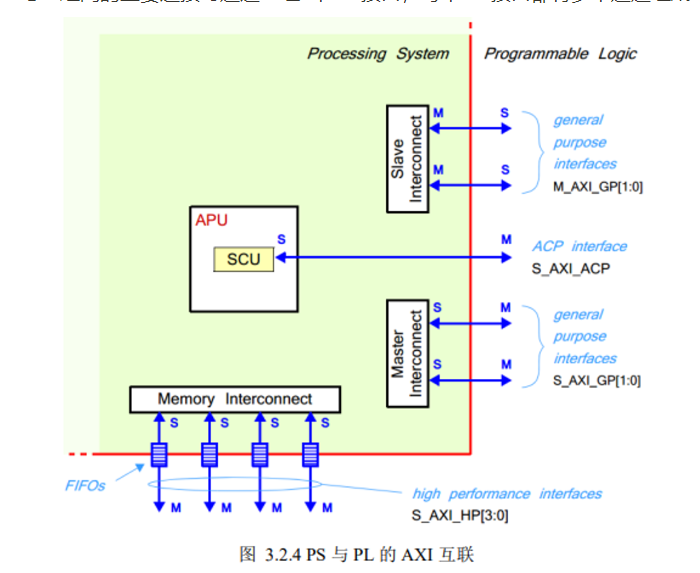 Processing System
Programmable Logic
M
S
general
purpose
interfaces
M_AXI_GP[1:0]
Slave
Interconnect
M
S
APU
SCU
S
M
ACP interface
S_AXI_ACP
S
M
general
purpose
interfaces
S_AXI_GP[1:0]
Master
Interconnect
S
M
Memory Interconnect
S
S
S
S
FIFOs
M
M
M
M
high performance interfaces
S_AXI_HP[3:0]
图 3.2.4 PS 与 PL 的 AXI 互联